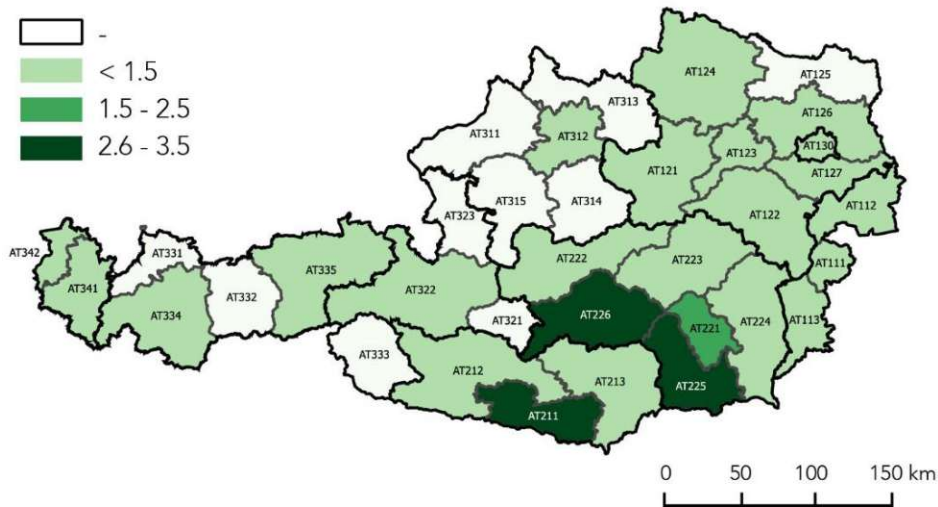 -
< 1.5
1.5 - 2.5
2.6 - 3.5
AT124
AT125
AT313
AT126
AT311
AT312
AT130
AT123
AT121
AT127
AT315
AT314
AT112
AT323
AT122
AT342
AT331
AT222
AT223
AT111
AT335
AT341
AT322
AT332
AT334
AT321
AT226
AT221
AT224
AT113
AT333
AT212
AT213
AT225
AT211
0 50 100 150 km